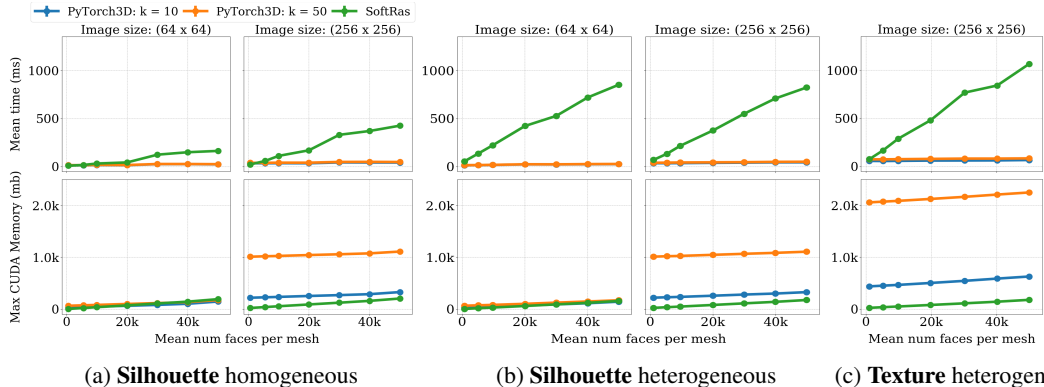 PyTorch3D: k = 10 PyTorch3D: k = 50 SoftRas
Image size: (64 x 64) Image size: (256 x 256) Image size: (64 x 64) Image size: (256 x 256) Image size: (256 x 256)
Mean time (ms)
1000 1000 1000
500 500 500
0 0 0
Max CUDA Memory (mb)
2.0k 2.0k 2.0k
1.0k 1.0k 1.0k
0 0 0
0 20k 40k 0 20k 40k 0 20k 40k 0 20k 40k 0 20k 40k
Mean num faces per mesh Mean num faces per mesh Mean num faces per mesh
(a) Silhouette homogeneous (b) Silhouette heterogeneous (c) Texture heterogen